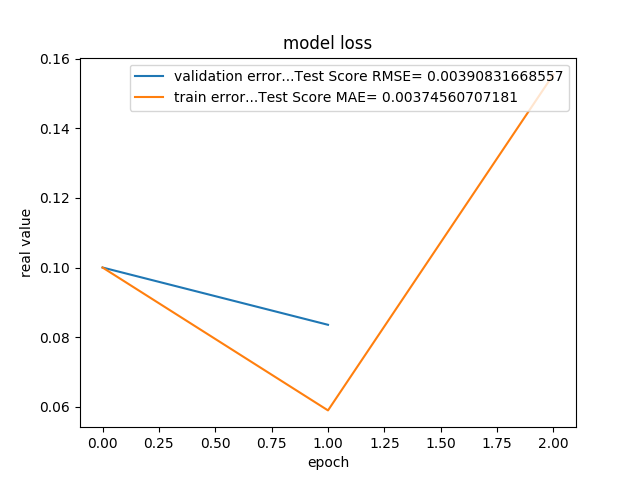 model loss
validation error...Test Score RMSE= 0.00390831668557
train error...Test Score MAE= 0.00374560707181
0.16
0.14
0.12
0.10
0.08
0.06
real value
0.00 0.25 0.50 0.75 1.00 1.25 1.50 1.75 2.00
epoch